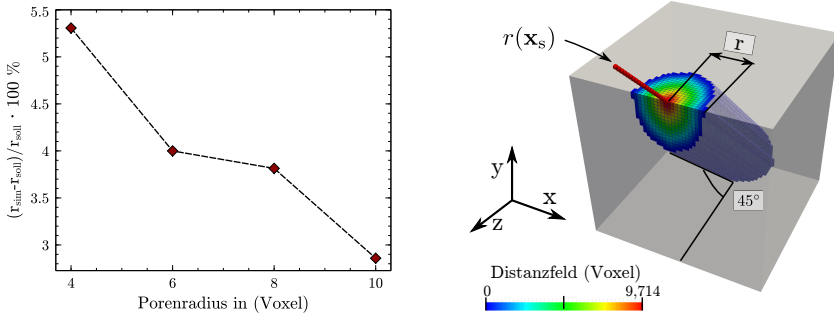 5.5
5
4.5
4
3.5
3
4
6
8
10
(r_sim-r_soll)/r_soll · 100 %
Porenradius in (Voxel)
r(x_s)
r
45°
y
x
z
Distanzfeld (Voxel)
0
9,714